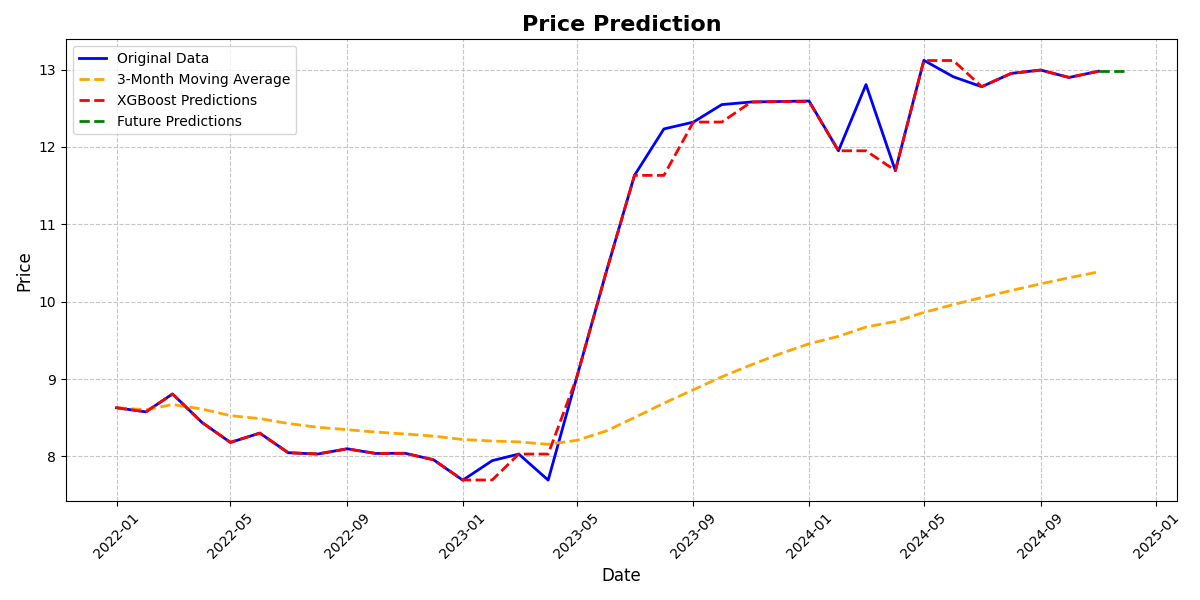 Price Prediction
Original Data
3-Month Moving Average
XGBoost Predictions
Future Predictions
Price
13
12
11
10
9
8
2022-01
2022-05
2022-09
2023-01
2023-05
2023-09
2024-01
2024-05
2024-09
2025-01
Date